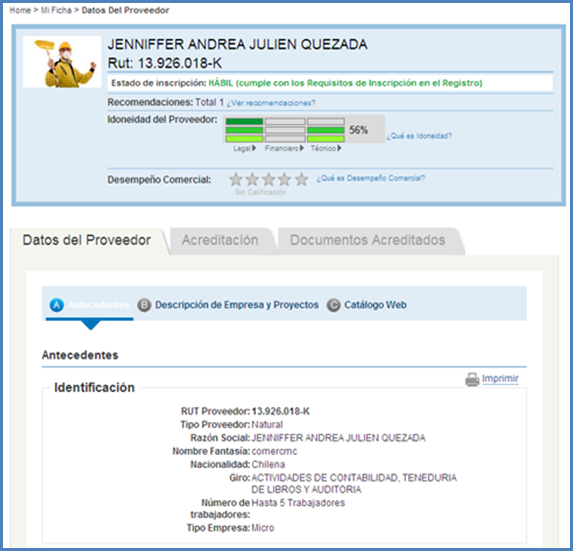 Home > Mi Ficha > Datos Del Proveedor
JENNIFFER ANDREA JULIEN QUEZADA
Rut: 13.926.018-K
Estado de inscripción: HÁBIL (cumple con los Requisitos de Inscripción en el Registro)
Recomendaciones: Total 1 ¿Ver recomendaciones?
Idoneidad del Proveedor:
56%
¿Qué es Idoneidad?
Legal Financiero Técnico
Desempeño Comercial:
¿Qué es Desempeño Comercial?
Sin Calificación
Datos del Proveedor Acreditación Documentos Acreditados
A Antecedentes B Descripción de Empresa y Proyectos C Catálogo Web
Antecedentes
Imprimir
Identificación
RUT Proveedor: 13.926.018-K
Tipo Proveedor: Natural
Razón Social: JENNIFFER ANDREA JULIEN QUEZADA
Nombre Fantasía: comercmc
Nacionalidad: Chilena
Giro: ACTIVIDADES DE CONTABILIDAD, TENEDURIA
DE LIBROS Y AUDITORIA
Número de Hasta 5 Trabajadores
trabajadores:
Tipo Empresa: Micro